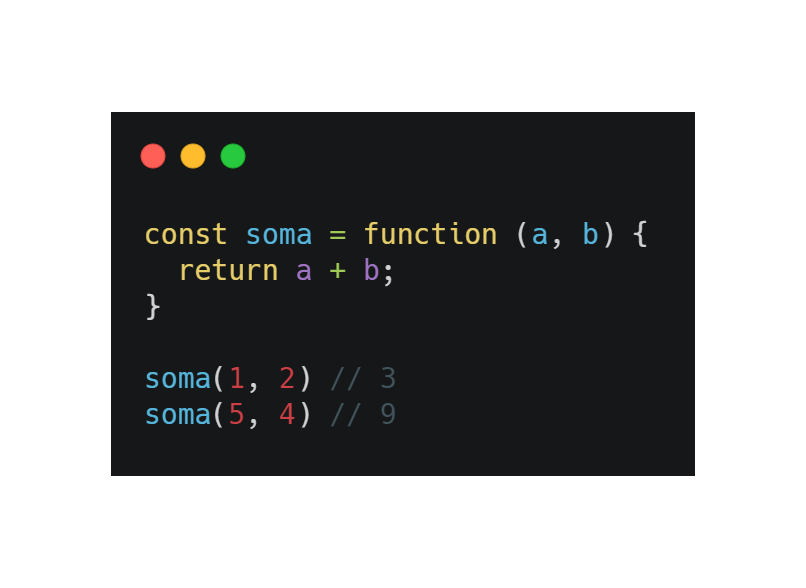 const soma = function (a, b) {
  return a + b;
}

soma(1, 2) // 3
soma(5, 4) // 9